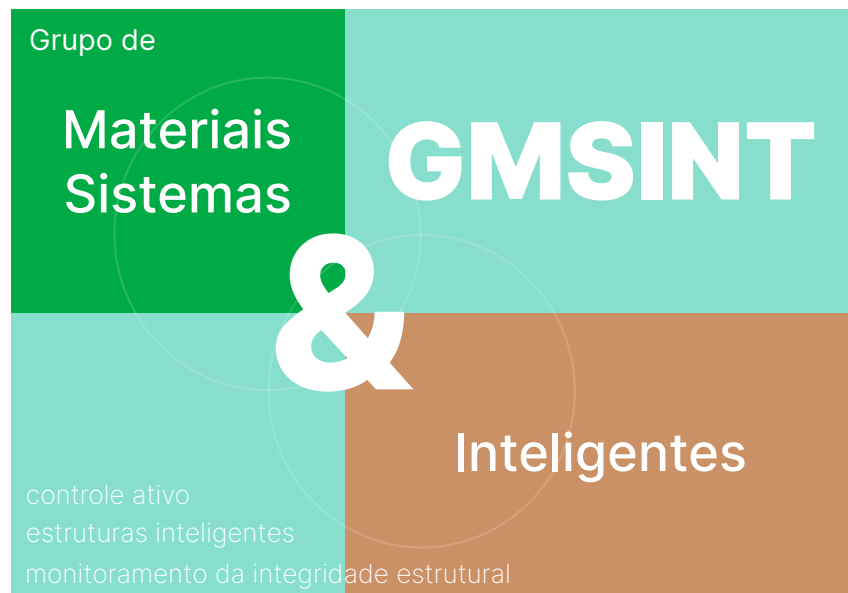 Grupo de
Materiais
Sistemas
GMSINT
&
Inteligentes
controle ativo
estruturas inteligentes
monitoramento da integridade estrutural